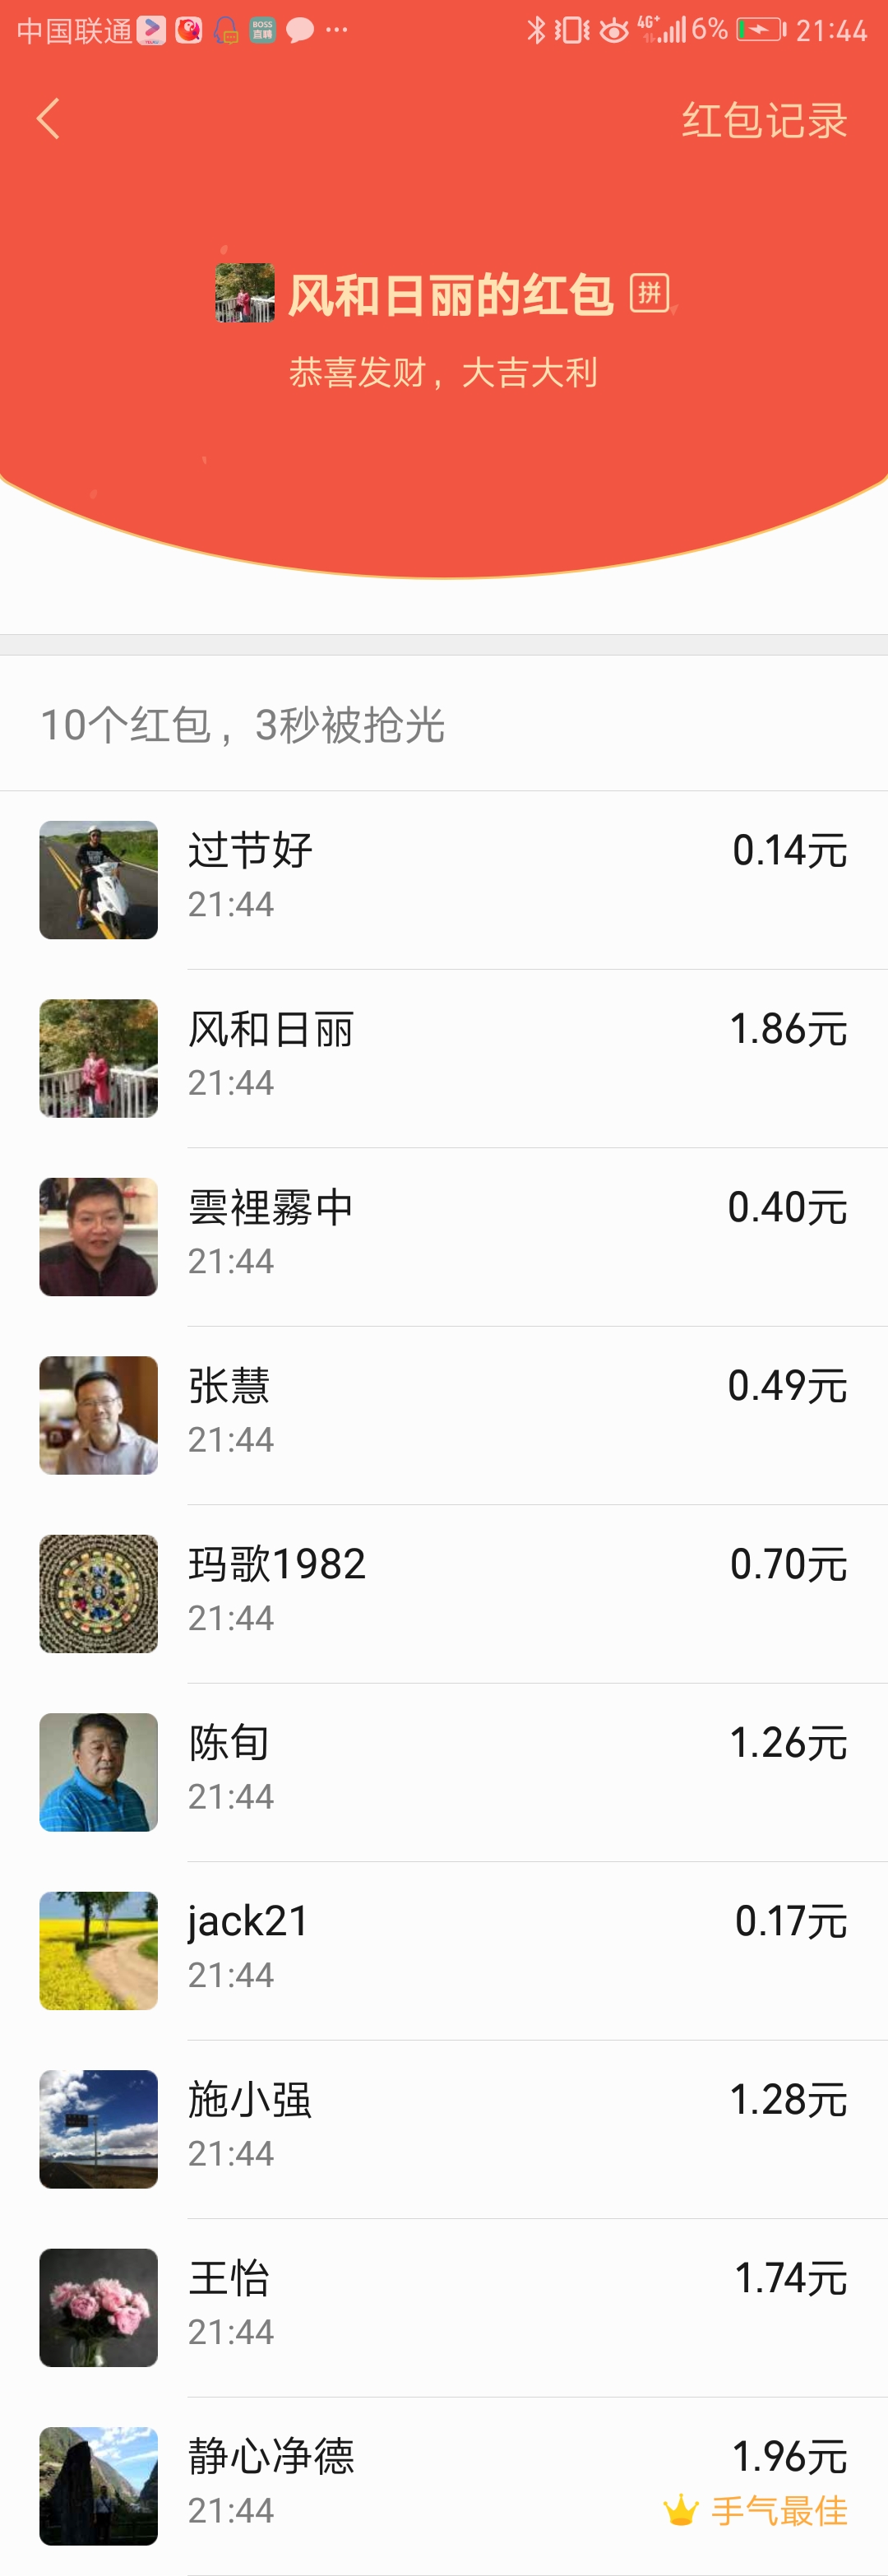 中国联通 BOSS直聘 ··· 4G+ 6% 21:44
红包记录
风和日丽的红包 拼
恭喜发财，大吉大利
10个红包，3秒被抢光
过节好 0.14元
21:44
风和日丽 1.86元
21:44
雲裡霧中 0.40元
21:44
张慧 0.49元
21:44
玛歌1982 0.70元
21:44
陈旬 1.26元
21:44
jack21 0.17元
21:44
施小强 1.28元
21:44
王怡 1.74元
21:44
静心净德 1.96元
21:44 手气最佳